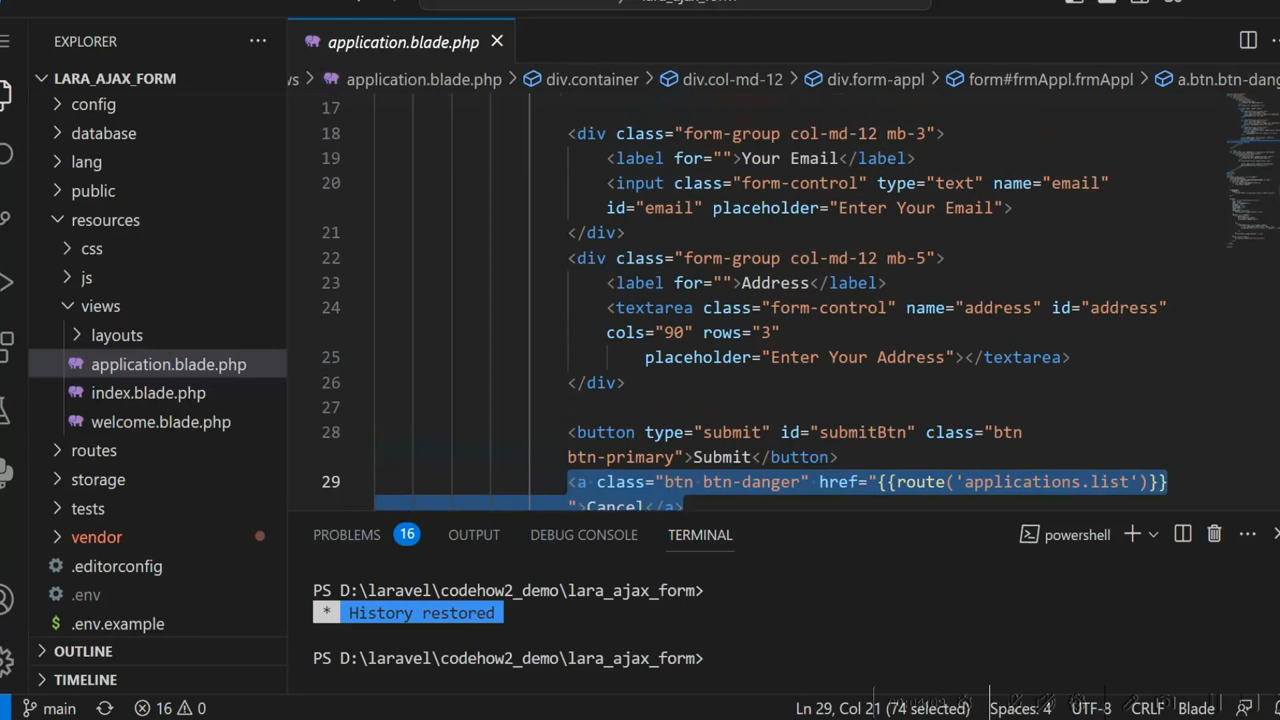 lara_ajax_form
EXPLORER
application.blade.php
LARA_AJAX_FORM
config
database
lang
public
resources
css
js
views
layouts
application.blade.php
index.blade.php
welcome.blade.php
routes
storage
tests
vendor
.editorconfig
.env
.env.example
OUTLINE
TIMELINE
ws > application.blade.php > div.container > div.col-md-12 > div.form-appl > form#frmAppl.frmAppl > a.btn.btn-dang
17
18 <div class="form-group col-md-12 mb-3">
19 <label for="">Your Email</label>
20 <input class="form-control" type="text" name="email"
id="email" placeholder="Enter Your Email">
21 </div>
22 <div class="form-group col-md-12 mb-5">
23 <label for="">Address</label>
24 <textarea class="form-control" name="address" id="address"
cols="90" rows="3"
25 placeholder="Enter Your Address"></textarea>
26 </div>
27
28 <button type="submit" id="submitBtn" class="btn
btn-primary">Submit</button>
29 <a class="btn btn-danger" href="{{route('applications.list')}}
">Cancel</a>
PROBLEMS 16 OUTPUT DEBUG CONSOLE TERMINAL powershell
PS D:\laravel\codehow2_demo\lara_ajax_form>
* History restored
PS D:\laravel\codehow2_demo\lara_ajax_form>
main 16 0 Ln 29, Col 21 (74 selected) Spaces: 4 UTF-8 CRLF Blade